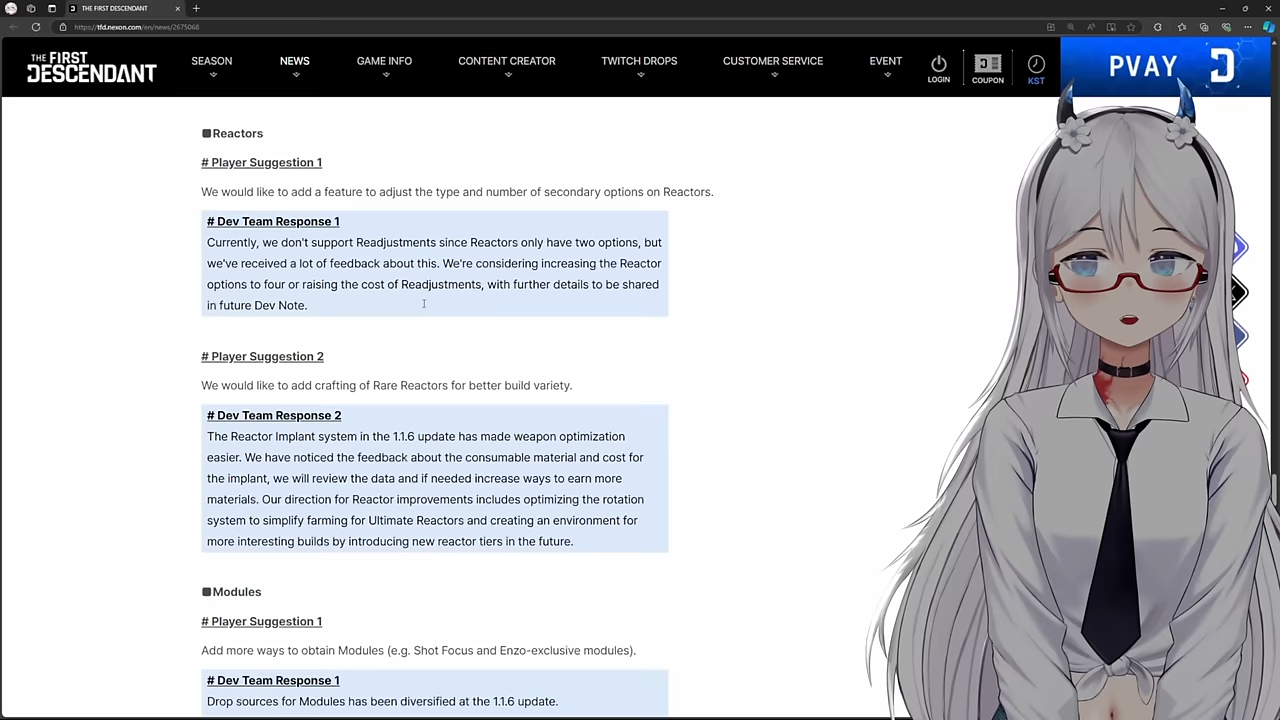 THE FIRST DESCENDANT
https://tfd.nexon.com/en/news/2675068
THE FIRST
DESCENDANT
SEASON
NEWS
GAME INFO
CONTENT CREATOR
TWITCH DROPS
CUSTOMER SERVICE
EVENT
LOGIN
COUPON
KST
PVAY
Reactors
# Player Suggestion 1
We would like to add a feature to adjust the type and number of secondary options on Reactors.
# Dev Team Response 1
Currently, we don't support Readjustments since Reactors only have two options, but
we've received a lot of feedback about this. We're considering increasing the Reactor
options to four or raising the cost of Readjustments, with further details to be shared
in future Dev Note.
# Player Suggestion 2
We would like to add crafting of Rare Reactors for better build variety.
# Dev Team Response 2
The Reactor Implant system in the 1.1.6 update has made weapon optimization
easier. We have noticed the feedback about the consumable material and cost for
the implant, we will review the data and if needed increase ways to earn more
materials. Our direction for Reactor improvements includes optimizing the rotation
system to simplify farming for Ultimate Reactors and creating an environment for
more interesting builds by introducing new reactor tiers in the future.
Modules
# Player Suggestion 1
Add more ways to obtain Modules (e.g. Shot Focus and Enzo-exclusive modules).
# Dev Team Response 1
Drop sources for Modules has been diversified at the 1.1.6 update.